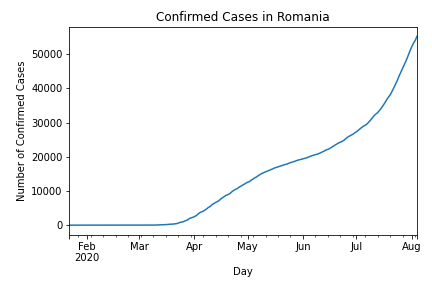 Confirmed Cases in Romania
Number of Confirmed Cases
50000
40000
30000
20000
10000
0
Feb Mar Apr May Jun Jul Aug
2020
Day